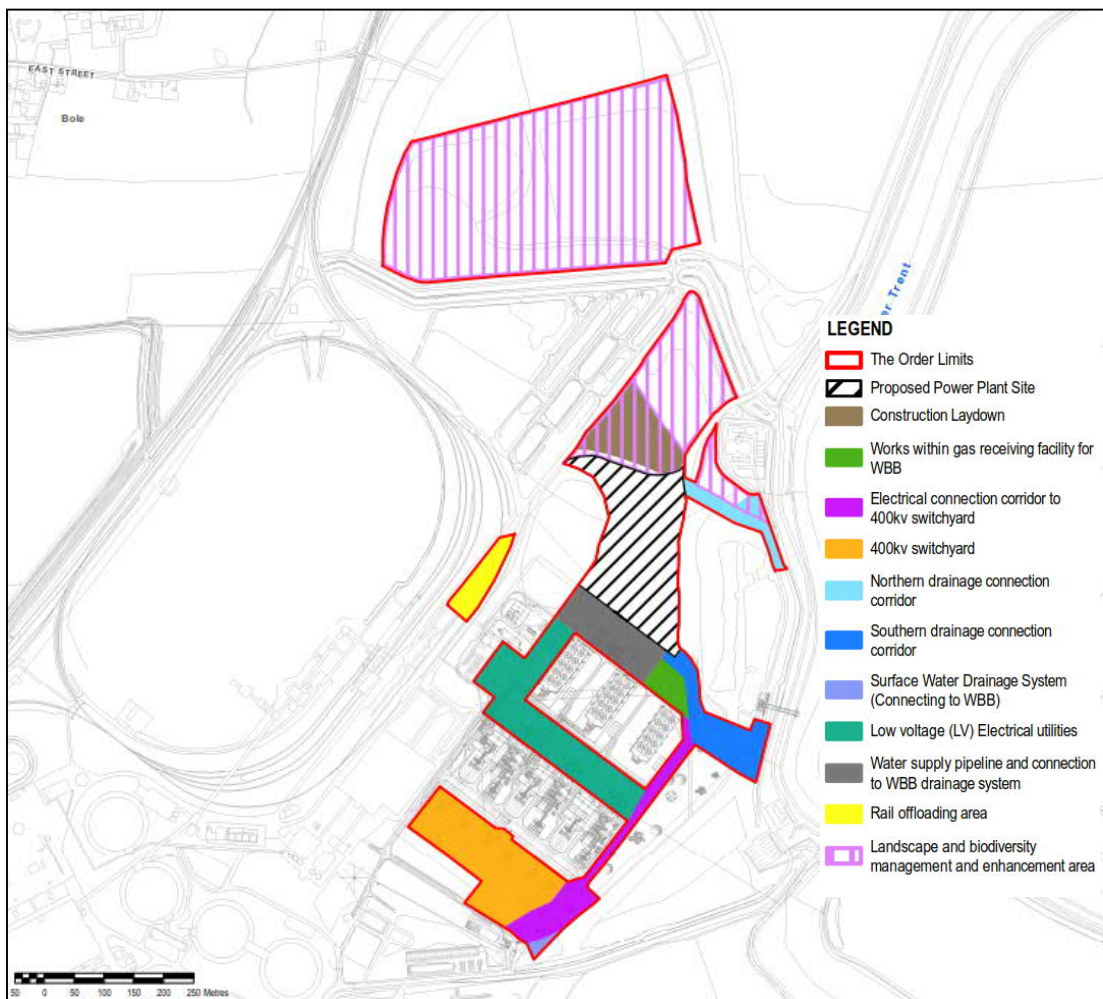 EAST STREET
Bole
er Trent
LEGEND
The Order Limits
Proposed Power Plant Site
Construction Laydown
Works within gas receiving facility for
WBB
Electrical connection corridor to
400kv switchyard
400kv switchyard
Northern drainage connection
corridor
Southern drainage connection
corridor
Surface Water Drainage System
(Connecting to WBB)
Low voltage (LV) Electrical utilities
Water supply pipeline and connection
to WBB drainage system
Rail offloading area
Landscape and biodiversity
management and enhancement area
50 0 50 100 150 200 250 Metres